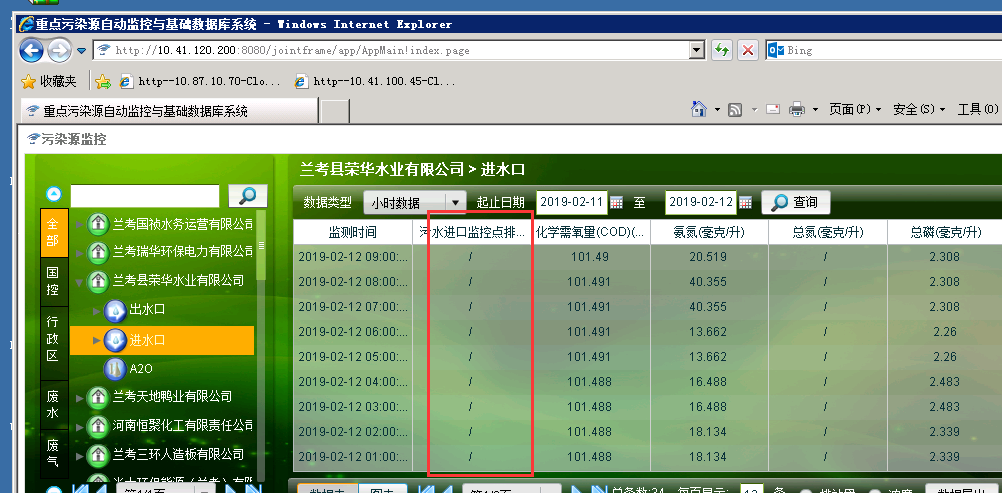 重点污染源自动监控与基础数据库系统 - Windows Internet Explorer
http://10.41.120.200:8080/jointframe/app/AppMain!index.page
Bing
收藏夹 http--10.87.10.70-Clo... http--10.41.100.45-Cl...
重点污染源自动监控与基础数据库系统
页面(P) 安全(S) 工具(O)
污染源监控
兰考县荣华水业有限公司 > 进水口
数据类型 小时数据 起止日期 2019-02-11 至 2019-02-12 查询
全部
国控
行政区
废水
废气
兰考国祯水务运营有限公司
兰考瑞华环保电力有限公司
兰考县荣华水业有限公司
出水口
进水口
A2O
兰考天地鸭业有限公司
河南恒聚化工有限责任公司
兰考三环人造板有限公司
监测时间 污水进口监控点排... 化学需氧量(COD)(... 氨氮(毫克/升) 总氮(毫克/升) 总磷(毫克/升)
2019-02-12 09:00:... / 101.49 20.519 / 2.308
2019-02-12 08:00:... / 101.491 40.355 / 2.308
2019-02-12 07:00:... / 101.491 40.355 / 2.308
2019-02-12 06:00:... / 101.491 13.662 / 2.26
2019-02-12 05:00:... / 101.491 13.662 / 2.26
2019-02-12 04:00:... / 101.488 16.488 / 2.483
2019-02-12 03:00:... / 101.488 16.488 / 2.483
2019-02-12 02:00:... / 101.488 18.134 / 2.339
2019-02-12 01:00:... / 101.488 18.134 / 2.339